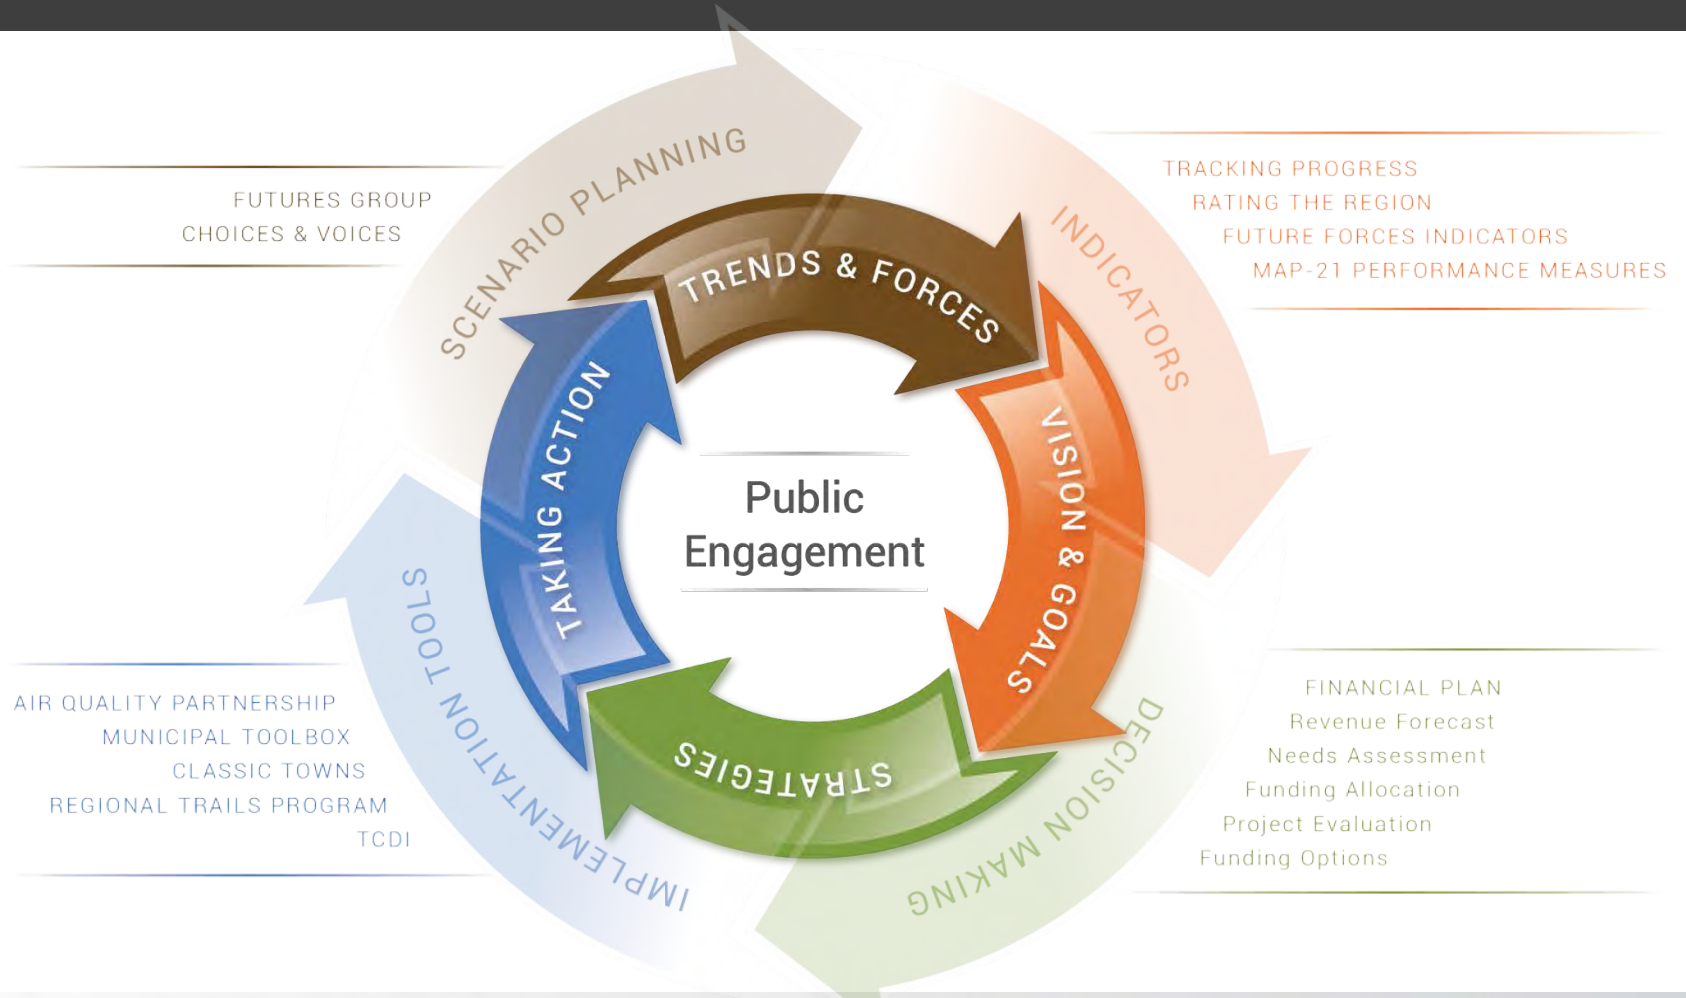 SCENARIO PLANNING
FUTURES GROUP
CHOICES & VOICES
INDICATORS
TRACKING PROGRESS
RATING THE REGION
FUTURE FORCES INDICATORS
MAP-21 PERFORMANCE MEASURES
TRENDS & FORCES
VISION & GOALS
STRATEGIES
TAKING ACTION
Public
Engagement
IMPLEMENTATION TOOLS
AIR QUALITY PARTNERSHIP
MUNICIPAL TOOLBOX
CLASSIC TOWNS
REGIONAL TRAILS PROGRAM
TCDI
DECISION MAKING
FINANCIAL PLAN
Revenue Forecast
Needs Assessment
Funding Allocation
Project Evaluation
Funding Options